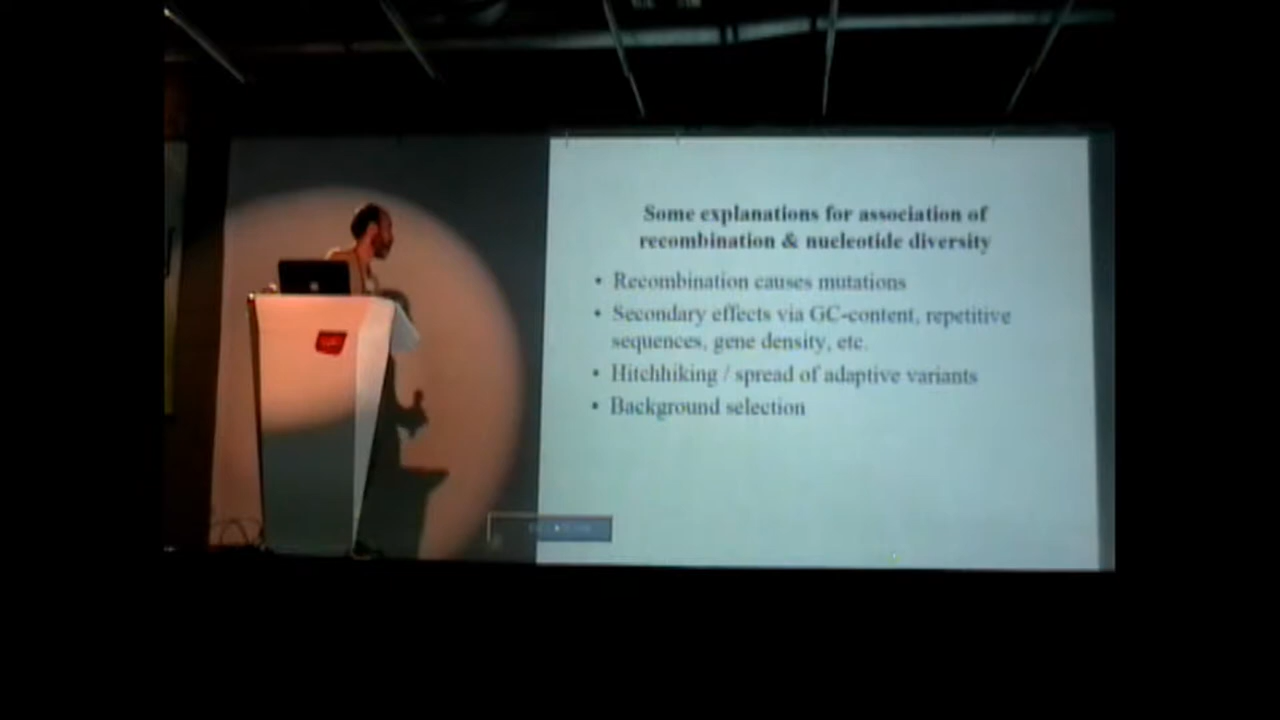 Some explanations for association of
recombination & nucleotide diversity
• Recombination causes mutations
• Secondary effects via GC-content, repetitive
sequences, gene density, etc.
• Hitchhiking / spread of adaptive variants
• Background selection